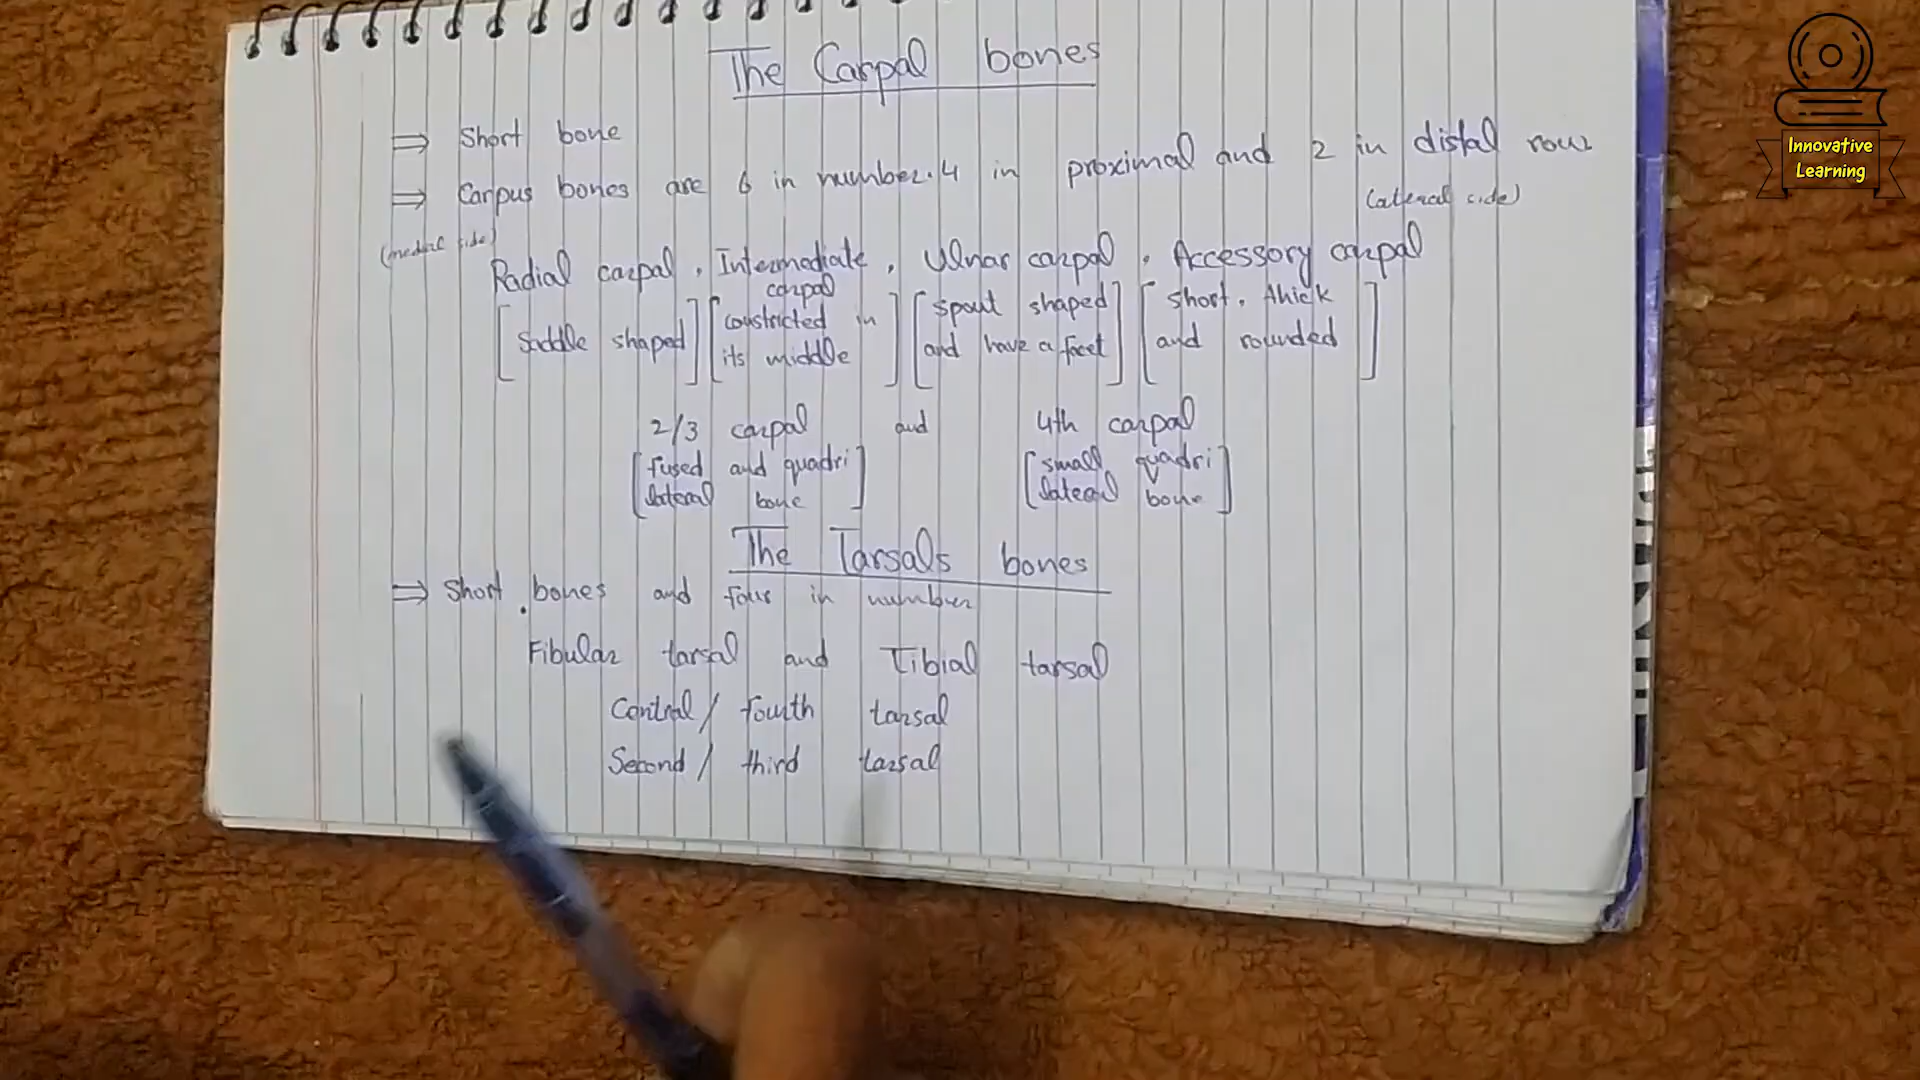 The Carpal bones
⇒ Short bone
⇒ Carpus bones are 6 in number. 4 in proximal and 2 in distal row
(medial side)
(lateral side)
Radial carpal, Intermediate carpal, Ulnar carpal, Accessory carpal
[Saddle shaped] [constricted in its middle] [spout shaped and have a facet] [short, thick and rounded]
2/3 carpal and 4th carpal
[fused and quadri lateral bone] [small quadri lateral bone]
The Tarsals bones
⇒ Short bones and four in number
Fibular tarsal and Tibial tarsal
Central / fourth tarsal
Second / third tarsal
Innovative
Learning